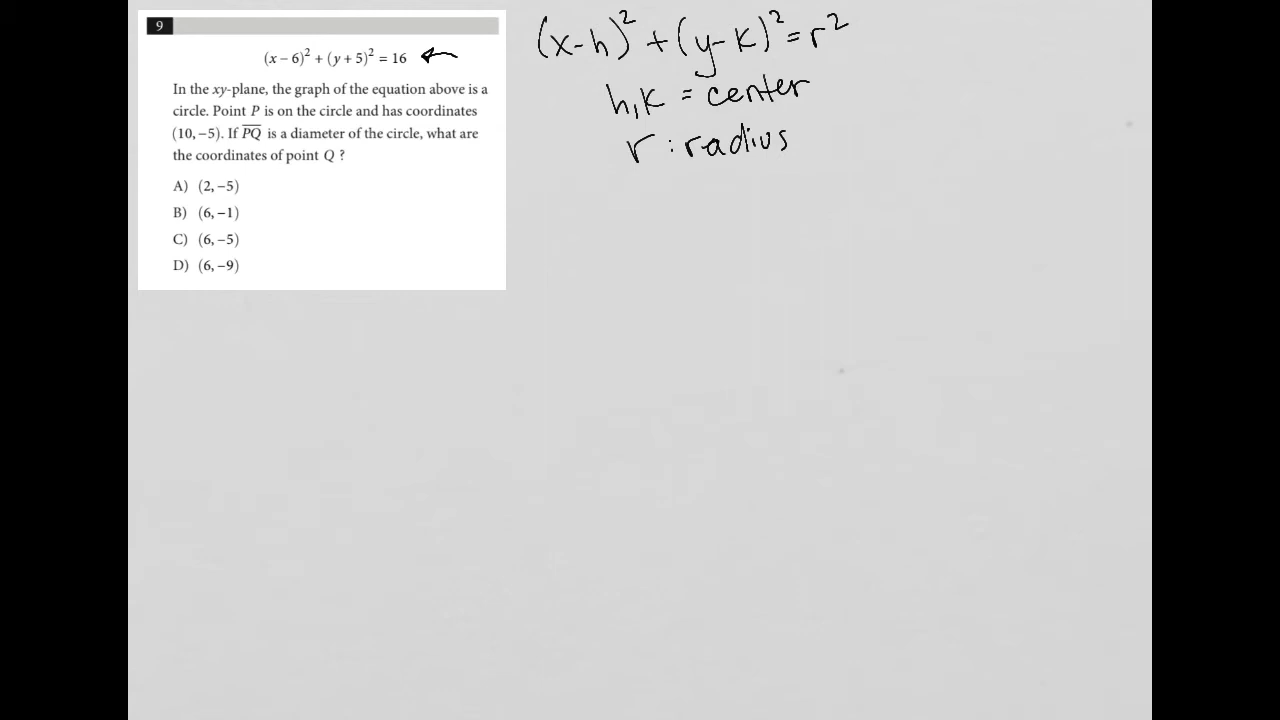 9
(x − 6)² + (y + 5)² = 16
In the xy-plane, the graph of the equation above is a
circle. Point P is on the circle and has coordinates
(10, −5). If P̅Q̅ is a diameter of the circle, what are
the coordinates of point Q ?
A) (2, −5)
B) (6, −1)
C) (6, −5)
D) (6, −9)
(x-h)² + (y-k)² = r²
h,k = center
r : radius